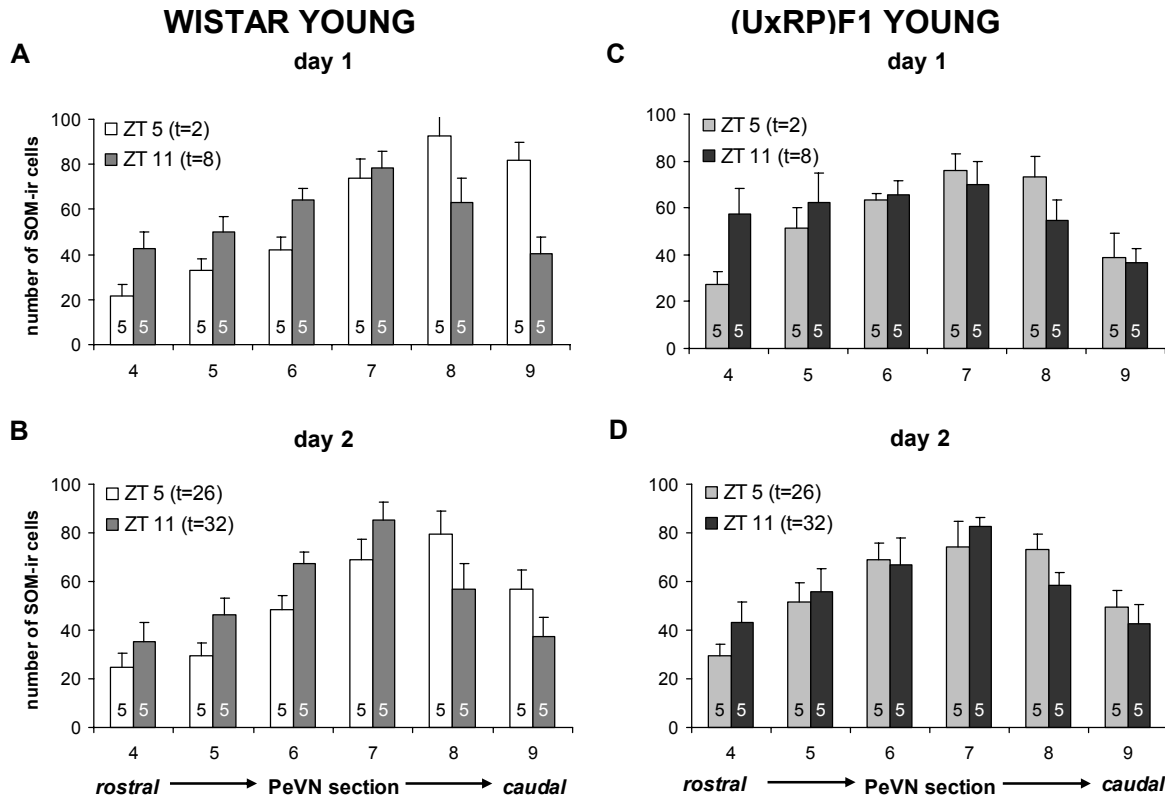 WISTAR YOUNG
A
day 1
number of SOM-ir cells
100
80
60
40
20
0
ZT 5 (t=2)
ZT 11 (t=8)
5 5 5 5 5 5 5 5 5 5 5 5
4 5 6 7 8 9
B
day 2
number of SOM-ir cells
100
80
60
40
20
0
ZT 5 (t=26)
ZT 11 (t=32)
5 5 5 5 5 5 5 5 5 5 5 5
4 5 6 7 8 9
rostral PeVN section caudal
(UxRP)F1 YOUNG
C
day 1
100
80
60
40
20
0
ZT 5 (t=2)
ZT 11 (t=8)
5 5 5 5 5 5 5 5 5 5 5 5
4 5 6 7 8 9
D
day 2
100
80
60
40
20
0
ZT 5 (t=26)
ZT 11 (t=32)
5 5 5 5 5 5 5 5 5 5 5 5
4 5 6 7 8 9
rostral PeVN section caudal